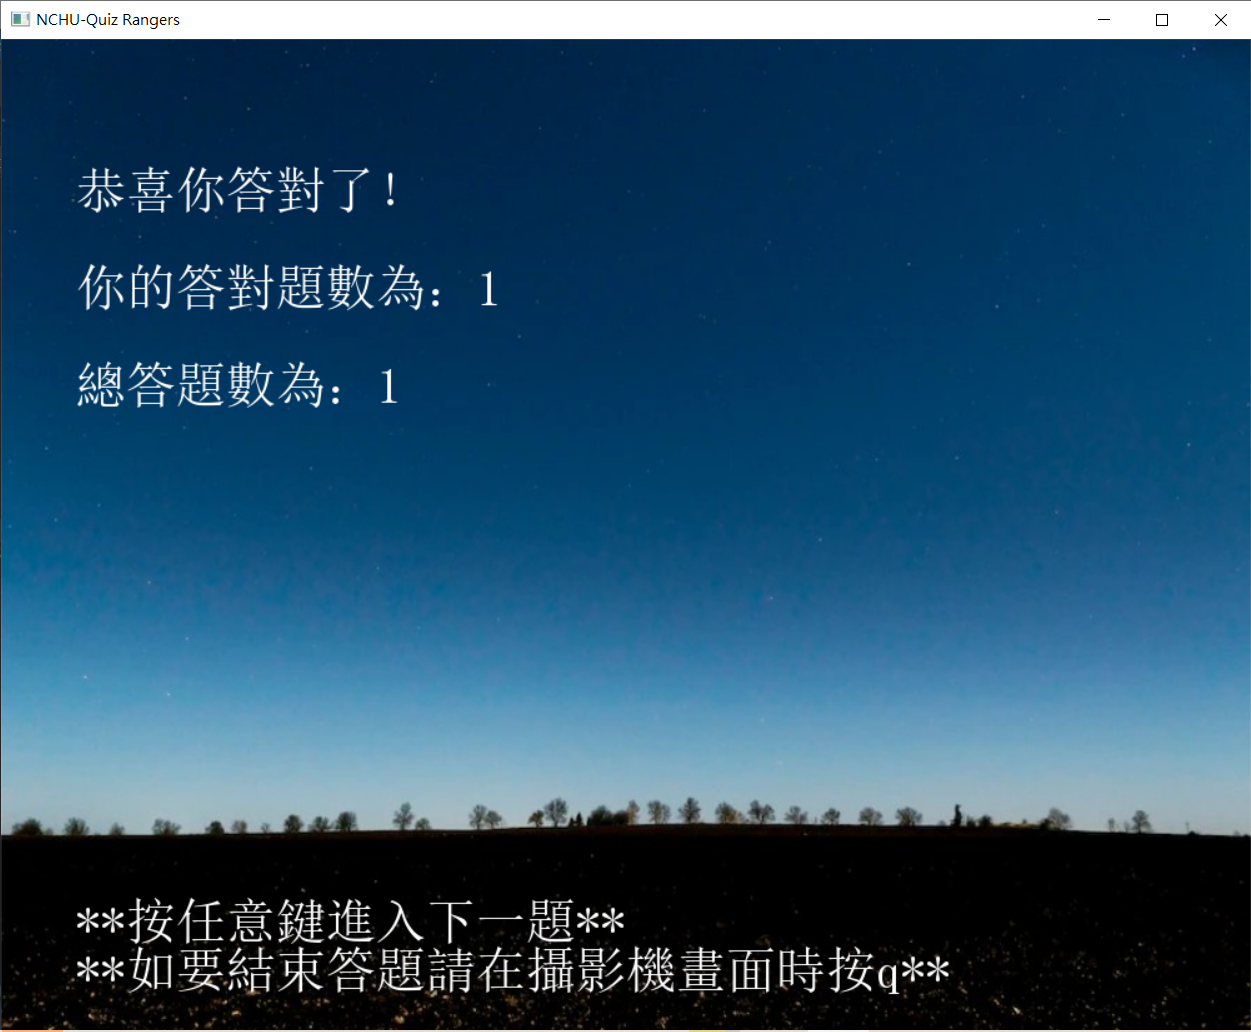 NCHU-Quiz Rangers
恭喜你答對了！
你的答對題數為：1
總答題數為：1
**按任意鍵進入下一題**
**如要結束答題請在攝影機畫面時按q**